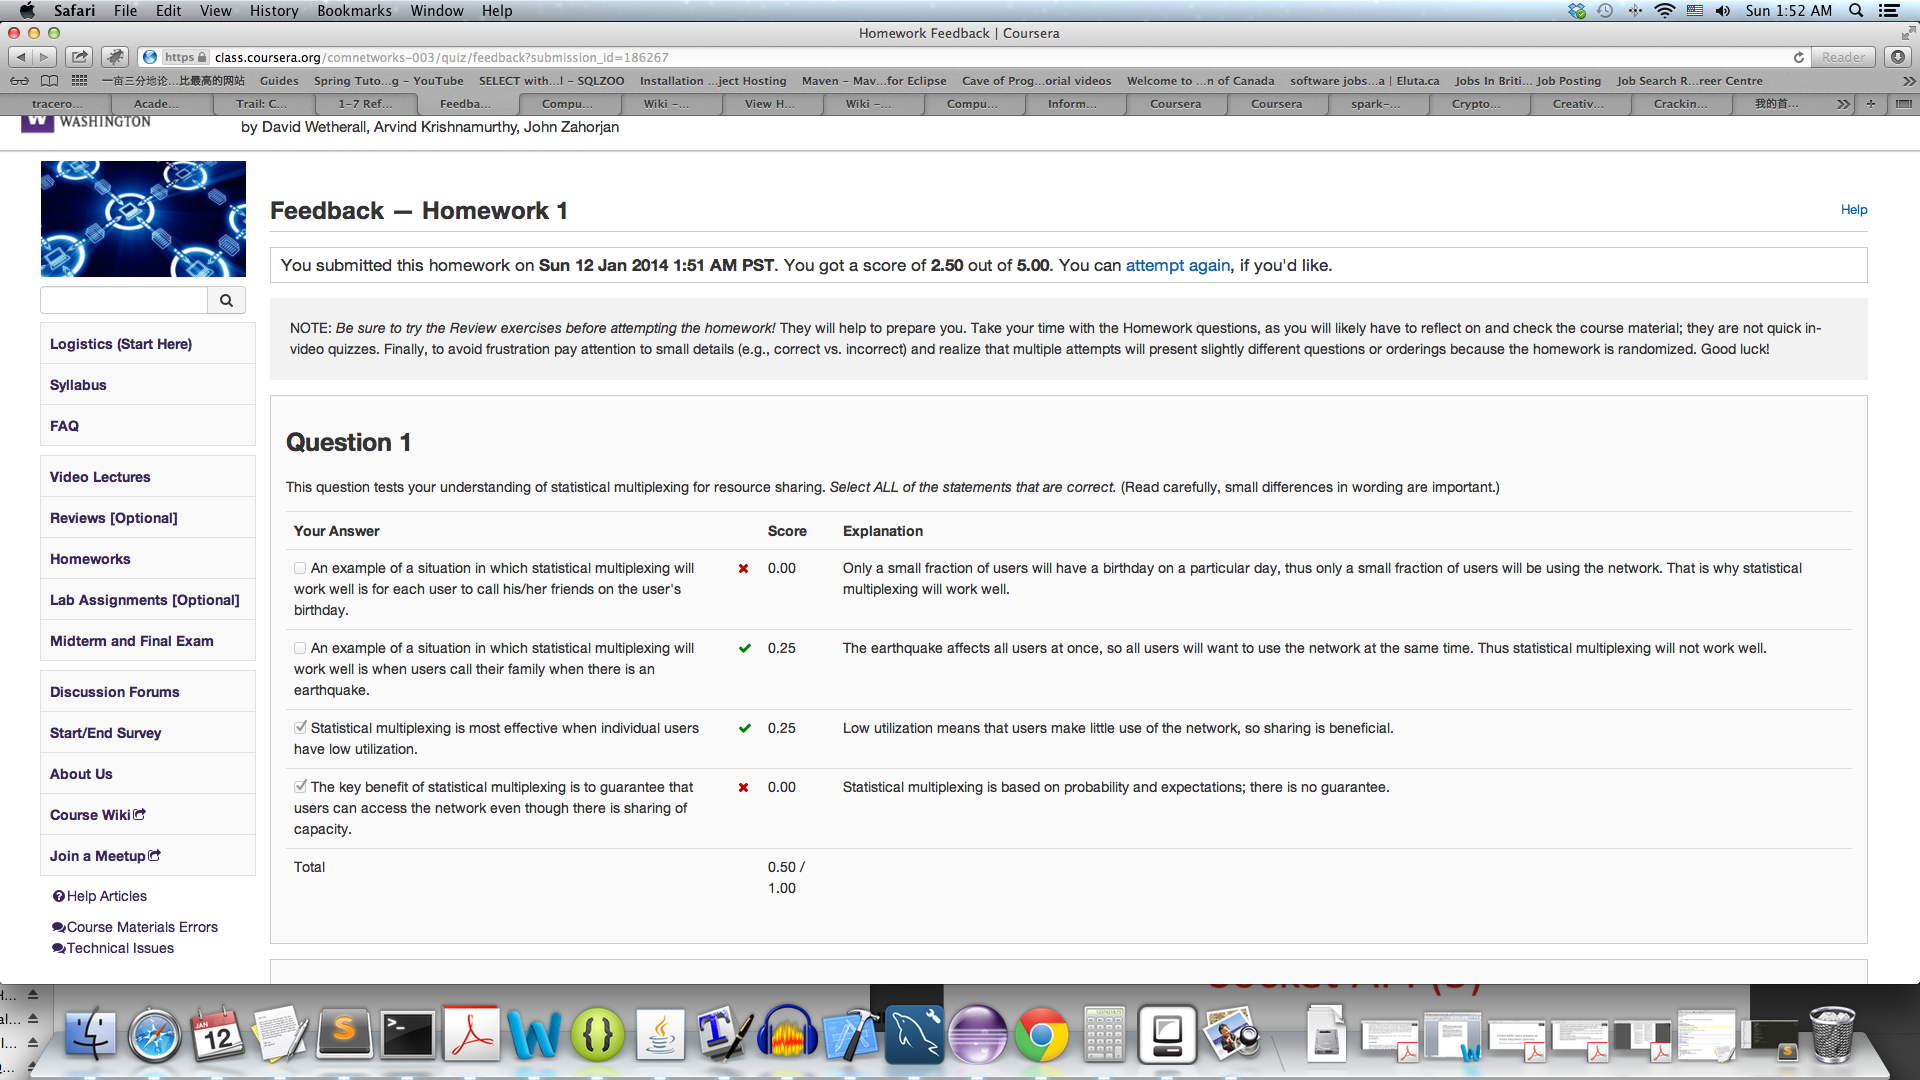 Safari File Edit View History Bookmarks Window Help Sun 1:52 AM
Homework Feedback | Coursera
https class.coursera.org/comnetworks-003/quiz/feedback?submission_id=186267 Reader
一亩三分地论...比最高的网站 Guides Spring Tuto...g - YouTube SELECT with...l - SQLZOO Installation ...ject Hosting Maven - Mav...for Eclipse Cave of Prog...orial videos Welcome to ...n of Canada software jobs...a | Eluta.ca Jobs In Briti... Job Posting Job Search R...reer Centre
tracero... Acade... Trail: C... 1-7 Ref... Feedba... Compu... Wiki -... View H... Wiki -... Compu... Inform... Coursera Coursera spark-... Crypto... Creativ... Crackin... 我的首...
W WASHINGTON
by David Wetherall, Arvind Krishnamurthy, John Zahorjan
Logistics (Start Here)
Syllabus
FAQ
Video Lectures
Reviews [Optional]
Homeworks
Lab Assignments [Optional]
Midterm and Final Exam
Discussion Forums
Start/End Survey
About Us
Course Wiki
Join a Meetup
Help Articles
Course Materials Errors
Technical Issues
Feedback — Homework 1
Help
You submitted this homework on Sun 12 Jan 2014 1:51 AM PST. You got a score of 2.50 out of 5.00. You can attempt again, if you'd like.
NOTE: Be sure to try the Review exercises before attempting the homework! They will help to prepare you. Take your time with the Homework questions, as you will likely have to reflect on and check the course material; they are not quick in-
video quizzes. Finally, to avoid frustration pay attention to small details (e.g., correct vs. incorrect) and realize that multiple attempts will present slightly different questions or orderings because the homework is randomized. Good luck!
Question 1
This question tests your understanding of statistical multiplexing for resource sharing. Select ALL of the statements that are correct. (Read carefully, small differences in wording are important.)
Your Answer Score Explanation
An example of a situation in which statistical multiplexing will
work well is for each user to call his/her friends on the user's
birthday.
0.00
Only a small fraction of users will have a birthday on a particular day, thus only a small fraction of users will be using the network. That is why statistical
multiplexing will work well.
An example of a situation in which statistical multiplexing will
work well is when users call their family when there is an
earthquake.
0.25
The earthquake affects all users at once, so all users will want to use the network at the same time. Thus statistical multiplexing will not work well.
Statistical multiplexing is most effective when individual users
have low utilization.
0.25
Low utilization means that users make little use of the network, so sharing is beneficial.
The key benefit of statistical multiplexing is to guarantee that
users can access the network even though there is sharing of
capacity.
0.00
Statistical multiplexing is based on probability and expectations; there is no guarantee.
Total
0.50 /
1.00
JAN
12